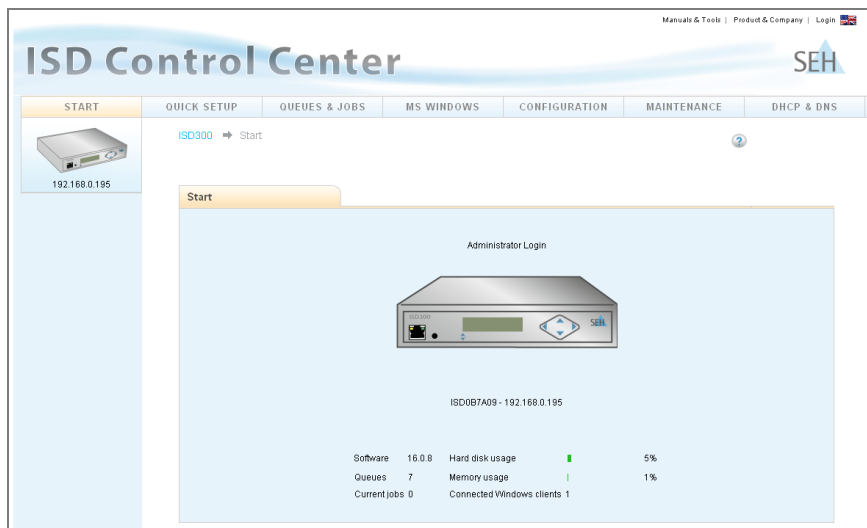 Manuals & Tools | Product & Company | Login
ISD Control Center
SEH
START QUICK SETUP QUEUES & JOBS MS WINDOWS CONFIGURATION MAINTENANCE DHCP & DNS
ISD300 ➡ Start
?
192.168.0.195
Start
Administrator Login
ISD300
SEH
ISD0B7A09 - 192.168.0.195
Software 16.0.8 Hard disk usage 5%
Queues 7 Memory usage 1%
Current jobs 0 Connected Windows clients 1